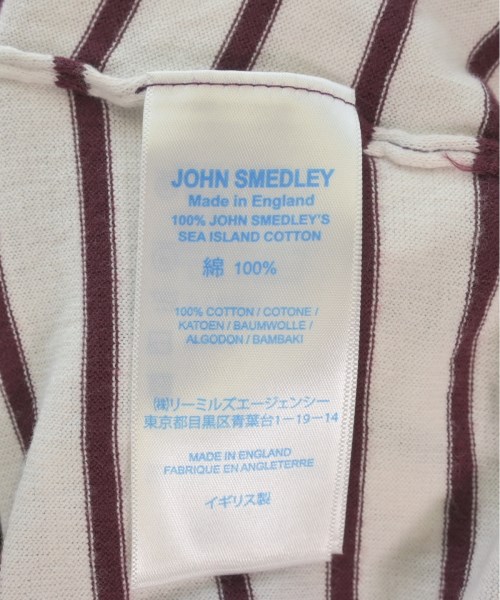 JOHN SMEDLEY
Made in England
100% JOHN SMEDLEY'S
SEA ISLAND COTTON
綿 100%
100% COTTON / COTONE /
KATOEN / BAUMWOLLE /
ALGODON / BAMBAKI
㈱リーミルズエージェンシー
東京都目黒区青葉台1-19-14
MADE IN ENGLAND
FABRIQUE EN ANGLETERRE
イギリス製